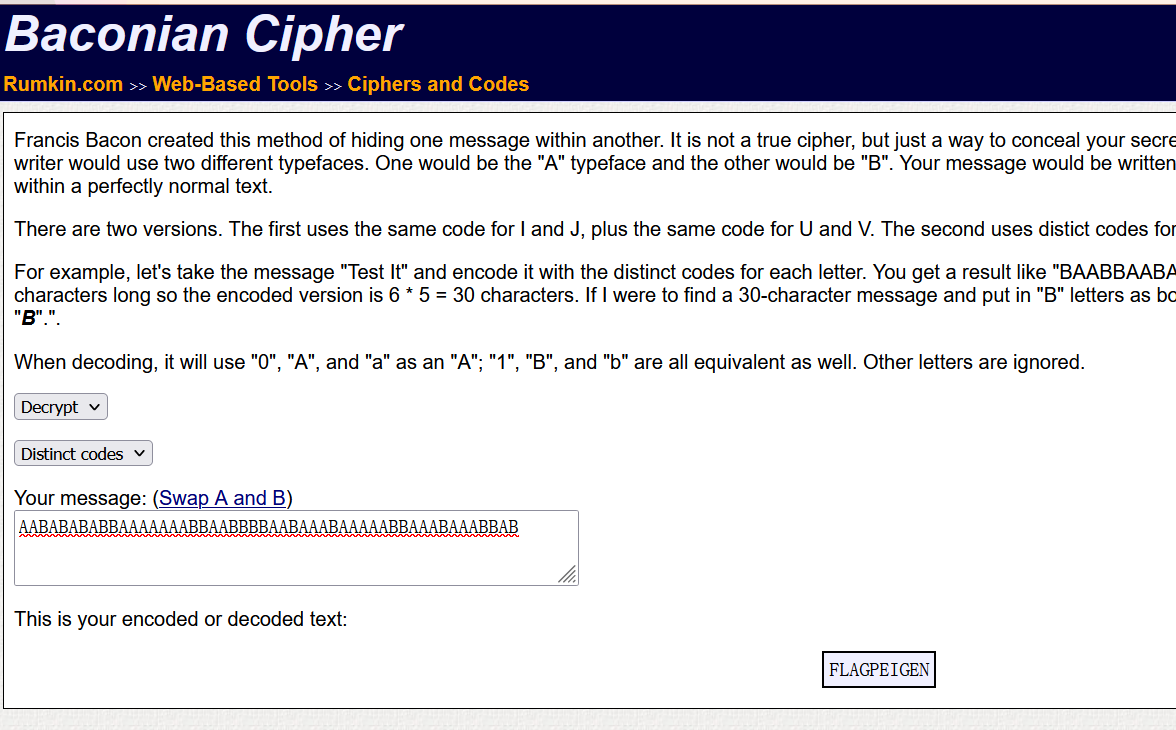 Baconian Cipher
Rumkin.com >> Web-Based Tools >> Ciphers and Codes
Francis Bacon created this method of hiding one message within another. It is not a true cipher, but just a way to conceal your secre
writer would use two different typefaces. One would be the "A" typeface and the other would be "B". Your message would be written
within a perfectly normal text.
There are two versions. The first uses the same code for I and J, plus the same code for U and V. The second uses distict codes for
For example, let's take the message "Test It" and encode it with the distinct codes for each letter. You get a result like "BAABBAABA
characters long so the encoded version is 6 * 5 = 30 characters. If I were to find a 30-character message and put in "B" letters as bo
"B".".
When decoding, it will use "0", "A", and "a" as an "A"; "1", "B", and "b" are all equivalent as well. Other letters are ignored.
Decrypt
Distinct codes
Your message: (Swap A and B)
AABABABABBAAAAAAABBAABBBBAABAAABAAAAABBAAABAAABBAB
This is your encoded or decoded text:
FLAGPEIGEN